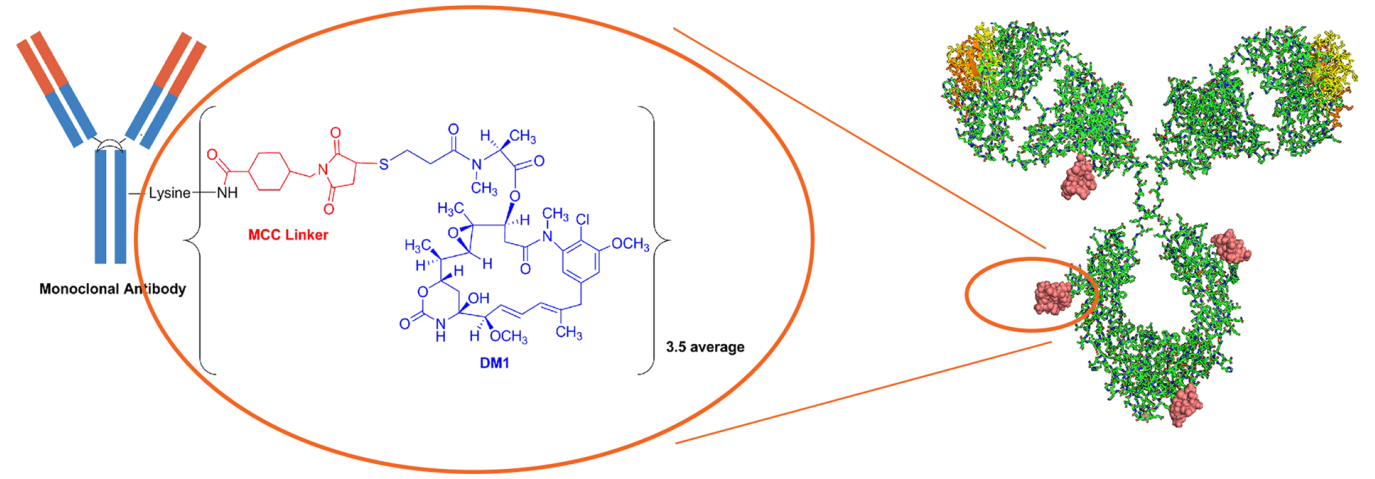 Monoclonal Antibody
Lysine
NH
O
O
N
O
S
MCC Linker
O
H
CH3
N
CH3
O
O
H3C
H
CH3
Cl
O
N
OCH3
H3C
O
H
H
H
O
O
OH
NH
H
OCH3
CH3
DM1
3.5 average